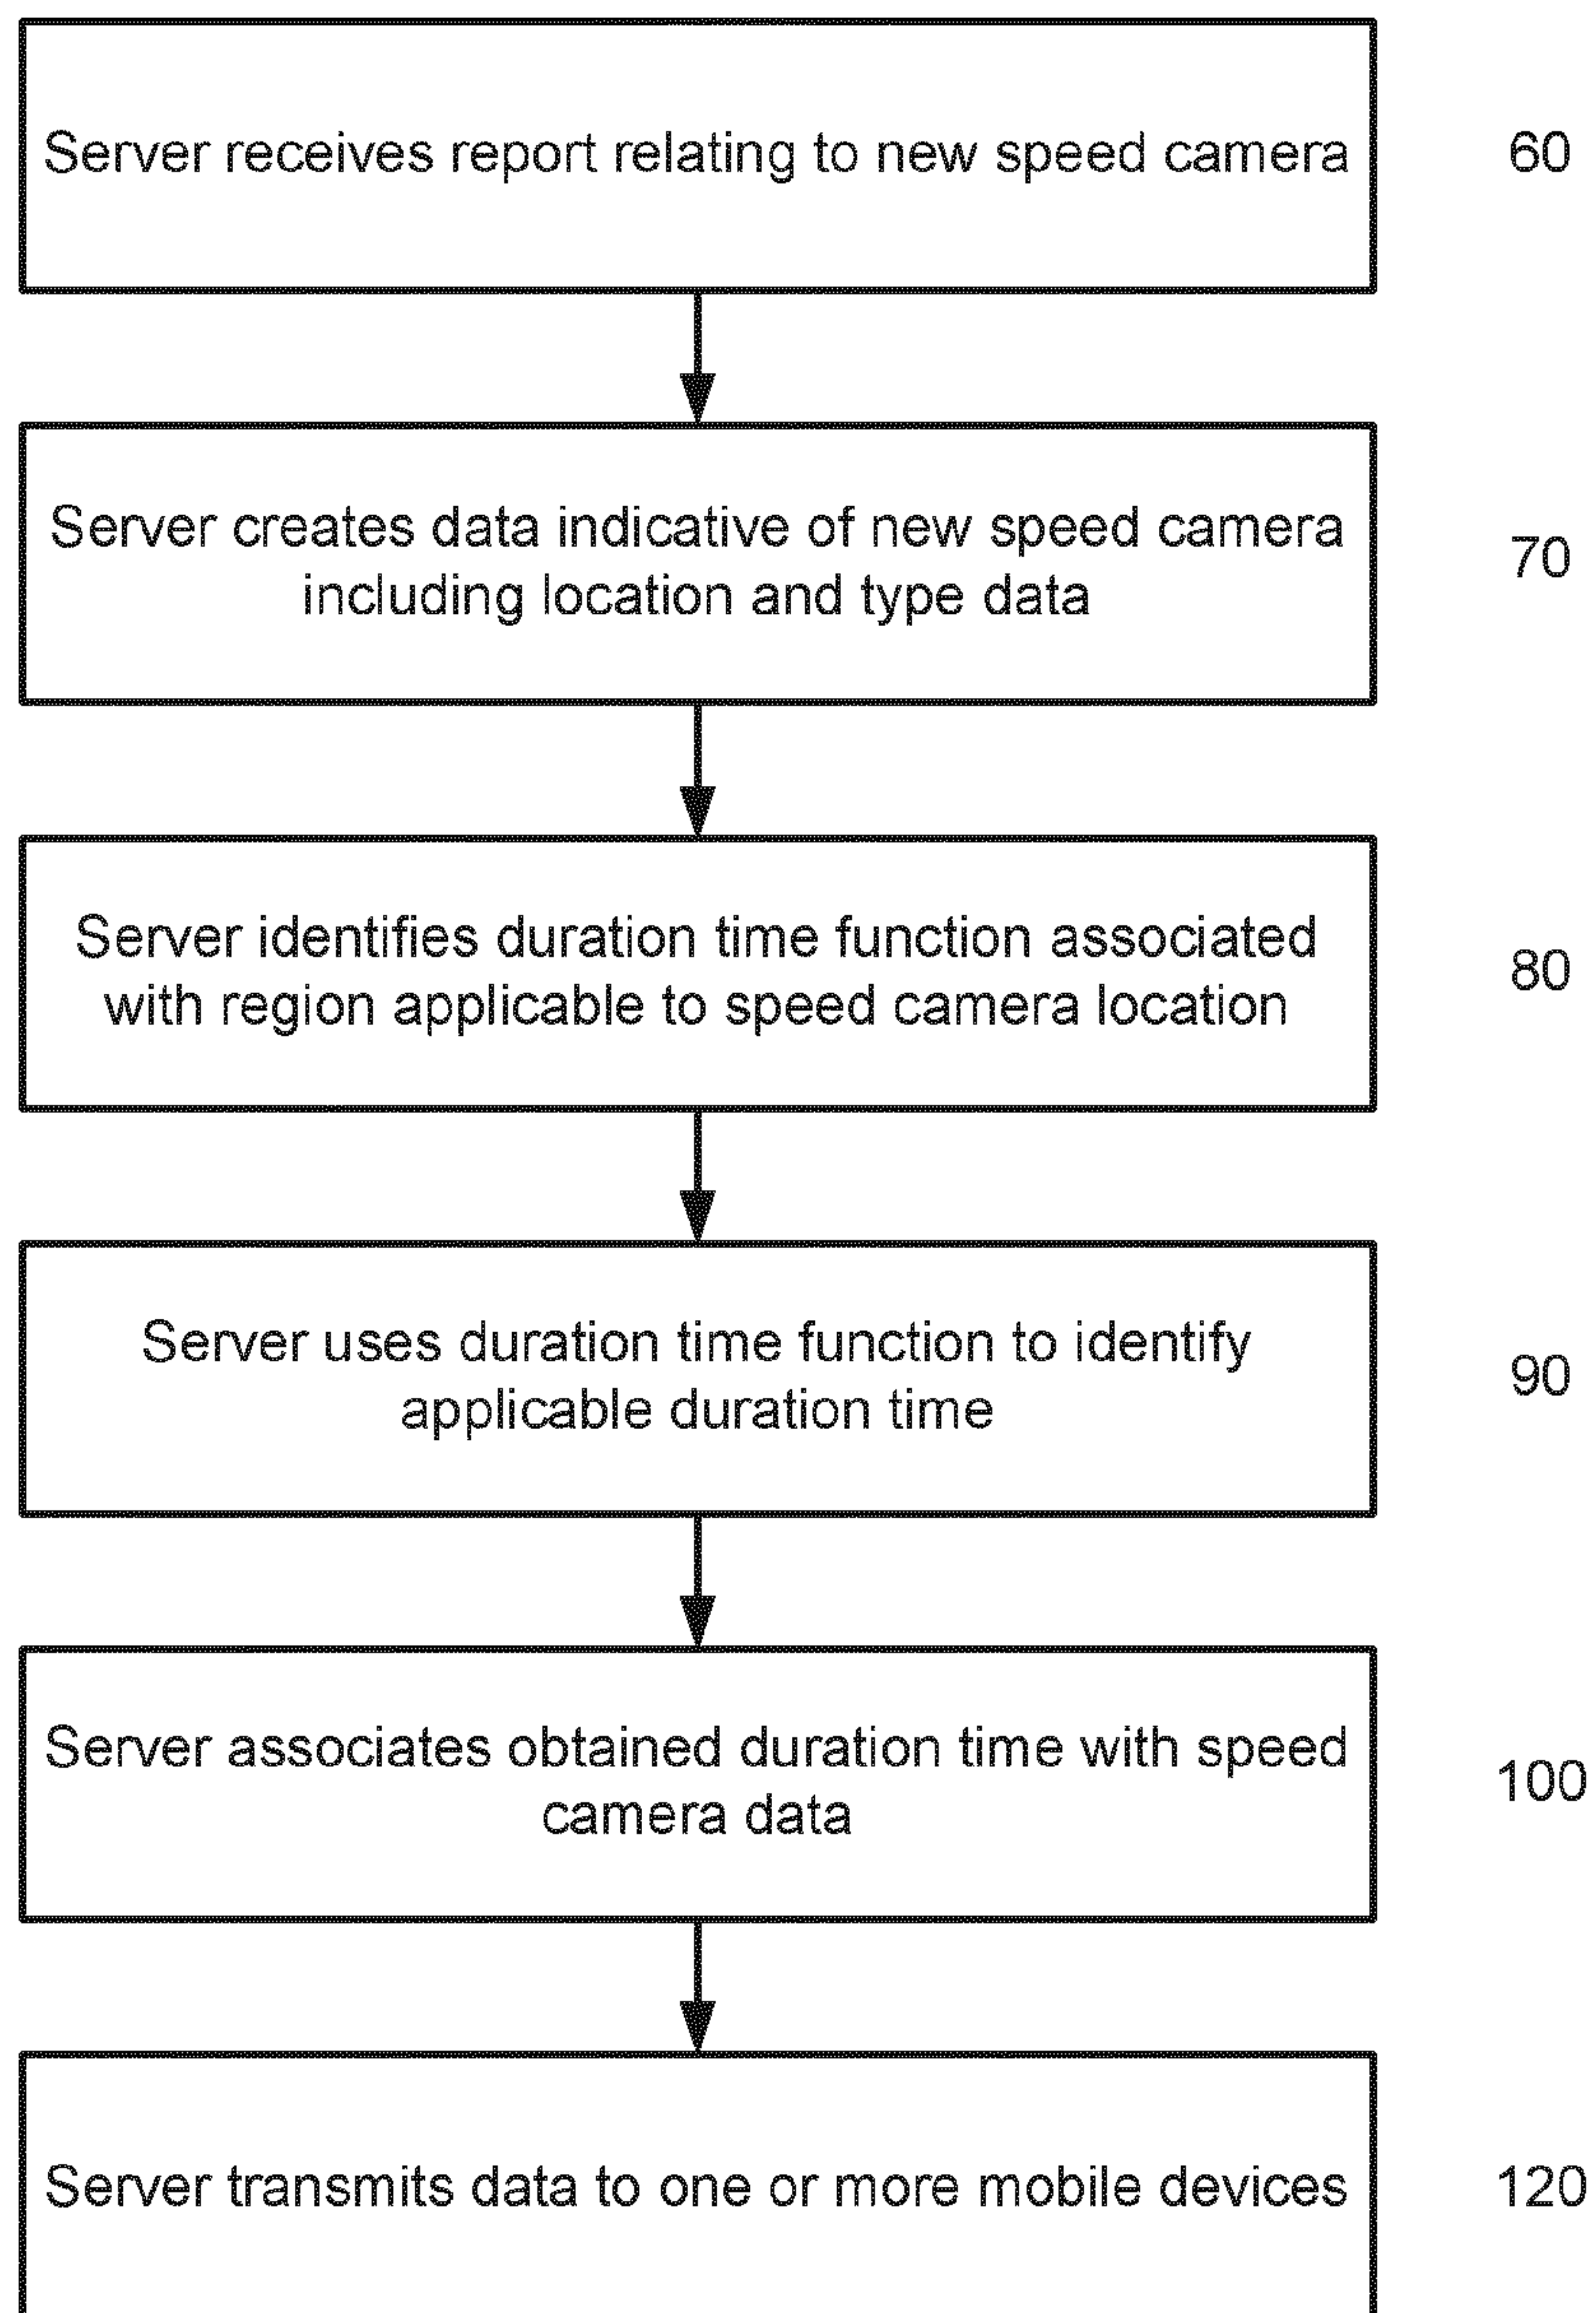 Server receives report relating to new speed camera
60
Server creates data indicative of new speed camera
including location and type data
70
Server identifies duration time function associated
with region applicable to speed camera location
80
Server uses duration time function to identify
applicable duration time
90
Server associates obtained duration time with speed
camera data
100
Server transmits data to one or more mobile devices
120